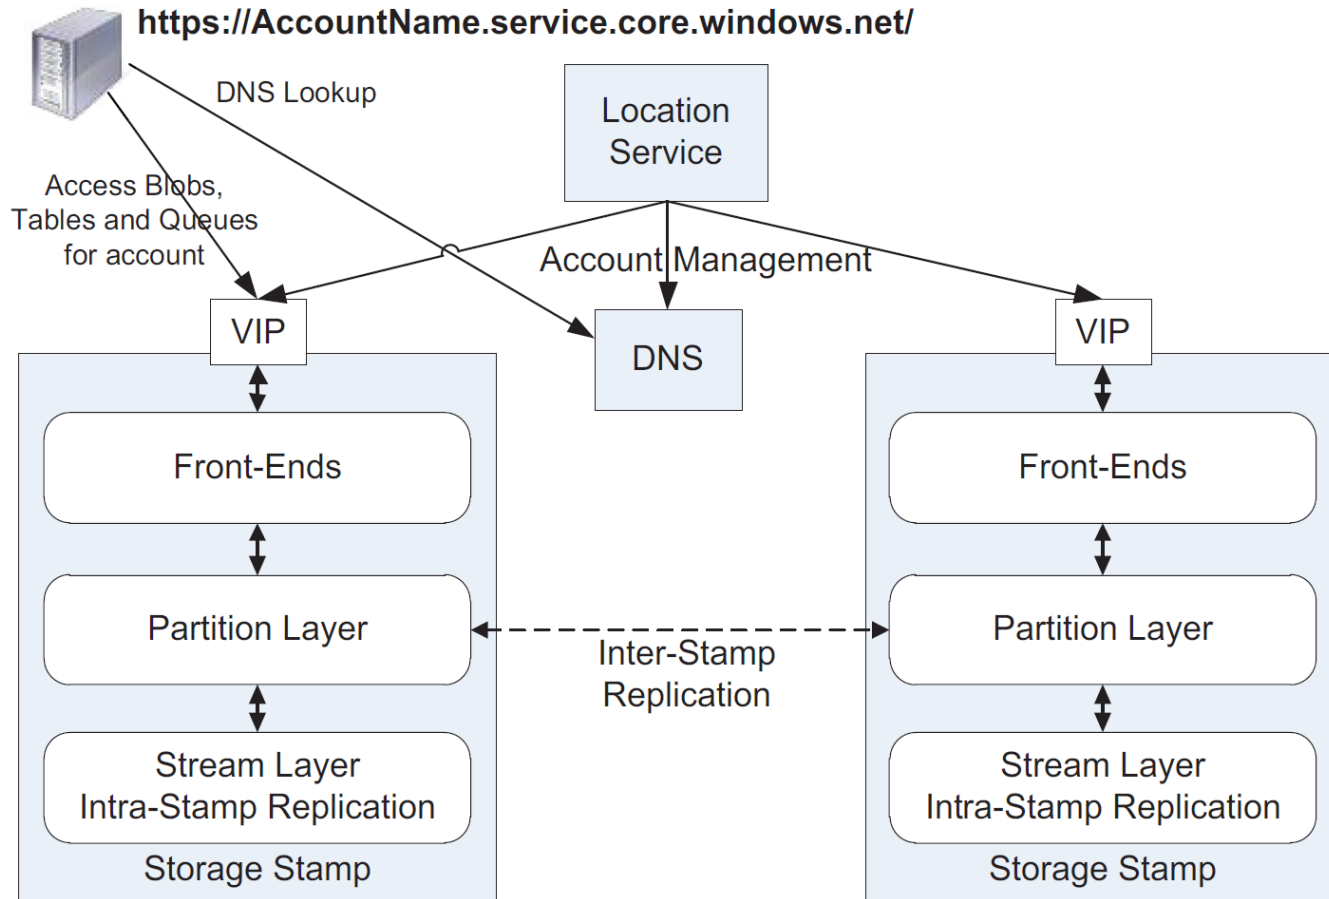 https://AccountName.service.core.windows.net/
DNS Lookup
Location
Service
Access Blobs,
Tables and Queues
for account
Account Management
VIP
DNS
VIP
Front-Ends
Front-Ends
Partition Layer
Inter-Stamp
Replication
Partition Layer
Stream Layer
Intra-Stamp Replication
Storage Stamp
Stream Layer
Intra-Stamp Replication
Storage Stamp